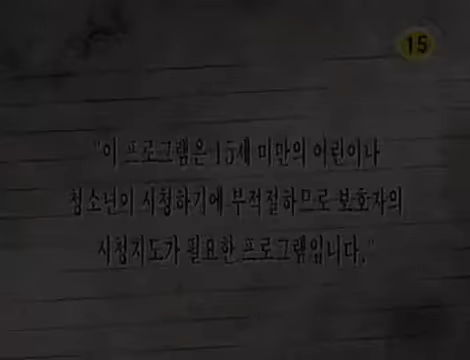 15
"이 프로그램은 15세 미만의 어린이나
청소년이 시청하기에 부적절하므로 보호자의
시청지도가 필요한 프로그램입니다."